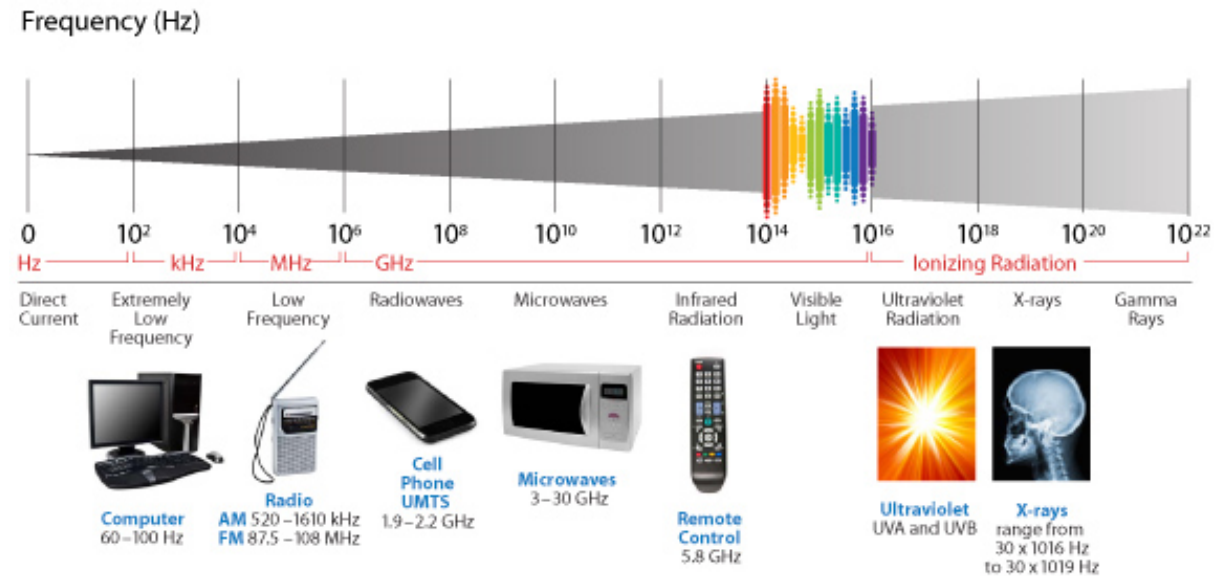 Frequency (Hz)
0 10² 10⁴ 10⁶ 10⁸ 10¹⁰ 10¹² 10¹⁴ 10¹⁶ 10¹⁸ 10²⁰ 10²²
Hz kHz MHz GHz Ionizing Radiation
Direct
Current
Extremely
Low
Frequency
Low
Frequency
Radiowaves
Microwaves
Infrared
Radiation
Visible
Light
Ultraviolet
Radiation
X-rays
Gamma
Rays
Computer
60–100 Hz
Radio
AM 520 –1610 kHz
FM 87.5 –108 MHz
Cell
Phone
UMTS
1.9–2.2 GHz
Microwaves
3–30 GHz
Remote
Control
5.8 GHz
Ultraviolet
UVA and UVB
X-rays
range from
30 x 1016 Hz
to 30 x 1019 Hz